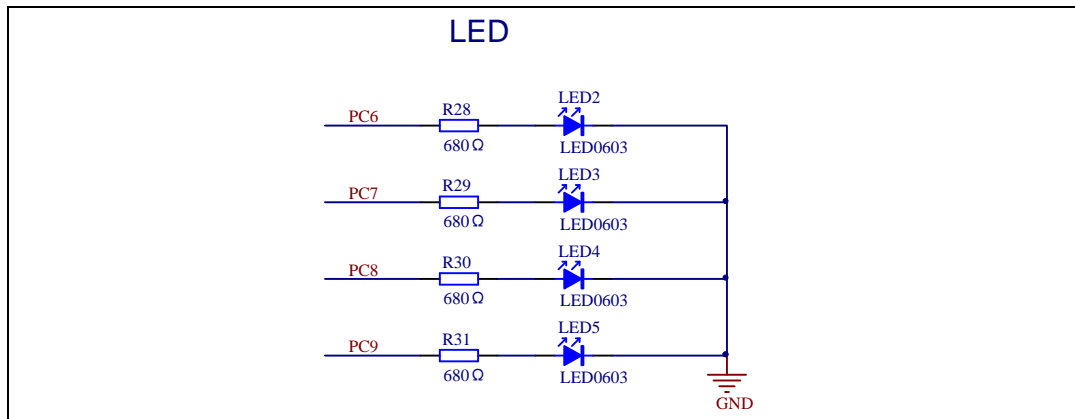 LED
LED2
PC6
R28
680Ω
LED0603
LED3
PC7
R29
680Ω
LED0603
LED4
PC8
R30
680Ω
LED0603
LED5
PC9
R31
680Ω
LED0603
GND